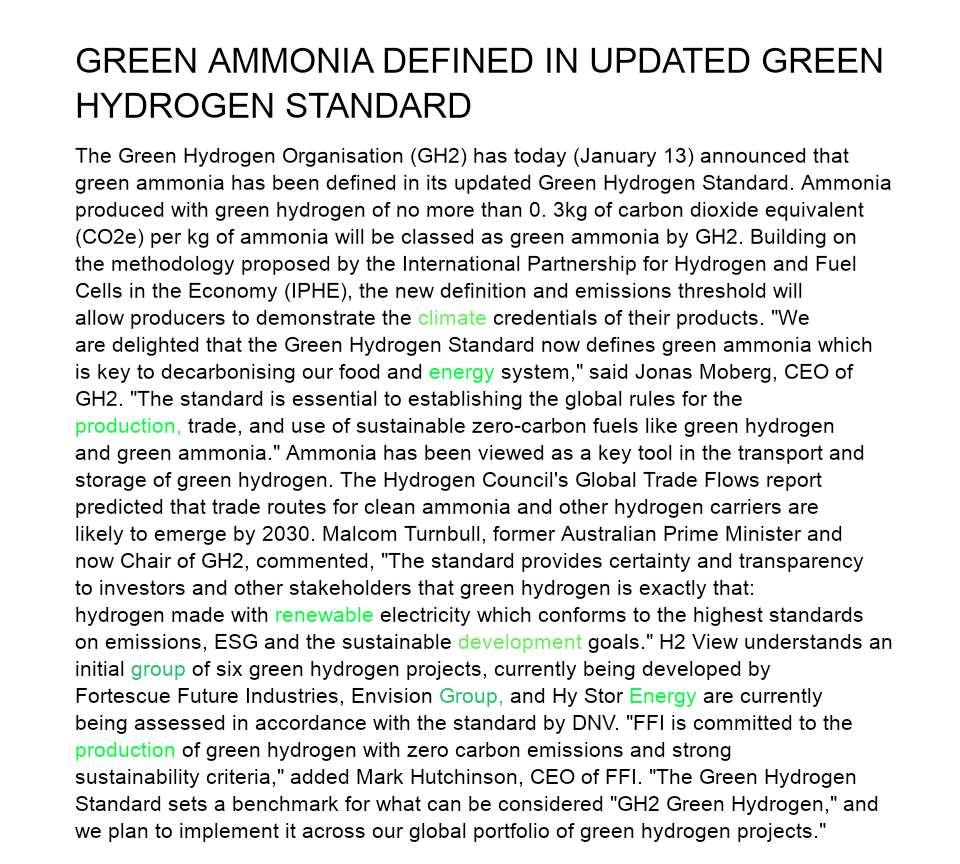 GREEN AMMONIA DEFINED IN UPDATED GREEN
HYDROGEN STANDARD
The Green Hydrogen Organisation (GH2) has today (January 13) announced that
green ammonia has been defined in its updated Green Hydrogen Standard. Ammonia
produced with green hydrogen of no more than 0. 3kg of carbon dioxide equivalent
(CO2e) per kg of ammonia will be classed as green ammonia by GH2. Building on
the methodology proposed by the International Partnership for Hydrogen and Fuel
Cells in the Economy (IPHE), the new definition and emissions threshold will
allow producers to demonstrate the climate credentials of their products. "We
are delighted that the Green Hydrogen Standard now defines green ammonia which
is key to decarbonising our food and energy system," said Jonas Moberg, CEO of
GH2. "The standard is essential to establishing the global rules for the
production, trade, and use of sustainable zero-carbon fuels like green hydrogen
and green ammonia." Ammonia has been viewed as a key tool in the transport and
storage of green hydrogen. The Hydrogen Council's Global Trade Flows report
predicted that trade routes for clean ammonia and other hydrogen carriers are
likely to emerge by 2030. Malcom Turnbull, former Australian Prime Minister and
now Chair of GH2, commented, "The standard provides certainty and transparency
to investors and other stakeholders that green hydrogen is exactly that:
hydrogen made with renewable electricity which conforms to the highest standards
on emissions, ESG and the sustainable development goals." H2 View understands an
initial group of six green hydrogen projects, currently being developed by
Fortescue Future Industries, Envision Group, and Hy Stor Energy are currently
being assessed in accordance with the standard by DNV. "FFI is committed to the
production of green hydrogen with zero carbon emissions and strong
sustainability criteria," added Mark Hutchinson, CEO of FFI. "The Green Hydrogen
Standard sets a benchmark for what can be considered "GH2 Green Hydrogen," and
we plan to implement it across our global portfolio of green hydrogen projects."